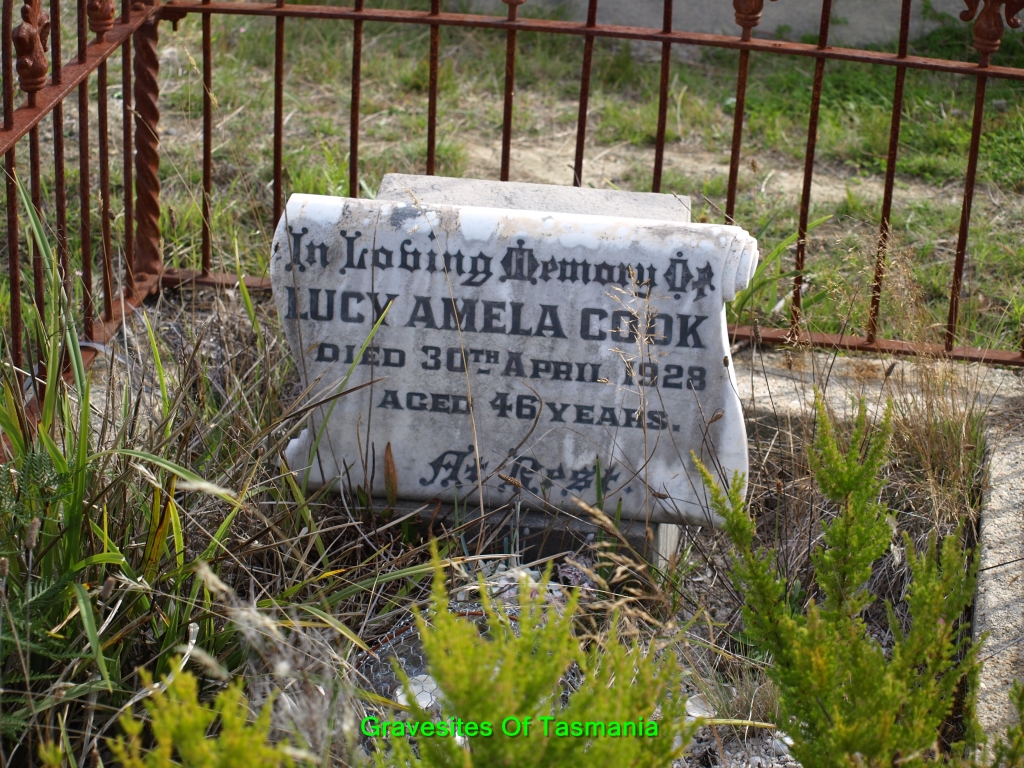 In Loving Memory Of
LUCY AMELA COOK
DIED 30TH APRIL 1928
AGED 46 YEARS.
At Rest.
Gravesites Of Tasmania